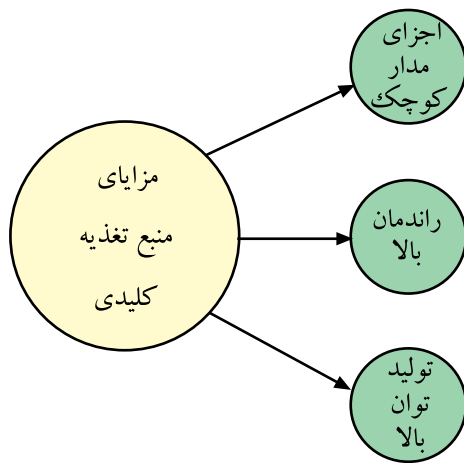 مزایای
منبع تغذیه
کلیدی
اجزای
مدار
کوچک
راندمان
بالا
تولید
توان
بالا